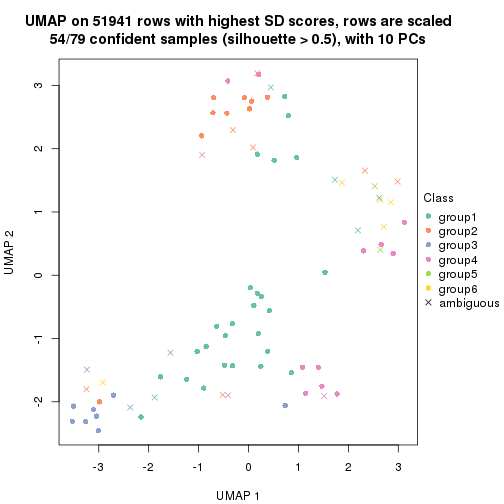 UMAP on 51941 rows with highest SD scores, rows are scaled
54/79 confident samples (silhouette > 0.5), with 10 PCs
3
2
1
0
-1
-2
UMAP 2
-3
-2
-1
0
1
2
3
UMAP 1
Class
group1
group2
group3
group4
group5
group6
ambiguous